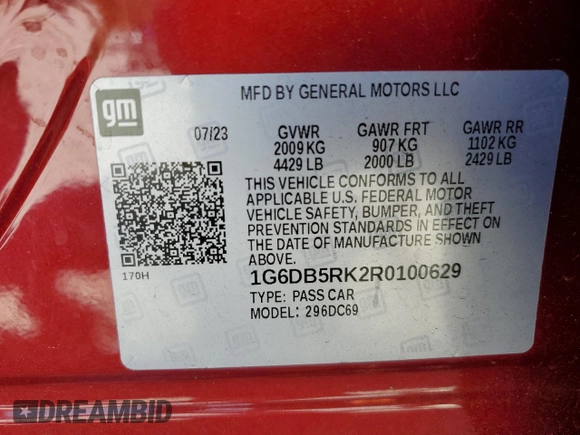 gm
MFD BY GENERAL MOTORS LLC
07/23 GVWR GAWR FRT GAWR RR
2009 KG 907 KG 1102 KG
4429 LB 2000 LB 2429 LB
THIS VEHICLE CONFORMS TO ALL
APPLICABLE U.S. FEDERAL MOTOR
VEHICLE SAFETY, BUMPER, AND THEFT
PREVENTION STANDARDS IN EFFECT ON
THE DATE OF MANUFACTURE SHOWN
ABOVE.
170H
1G6DB5RK2R0100629
TYPE: PASS CAR
MODEL: 296DC69
DREAMBID